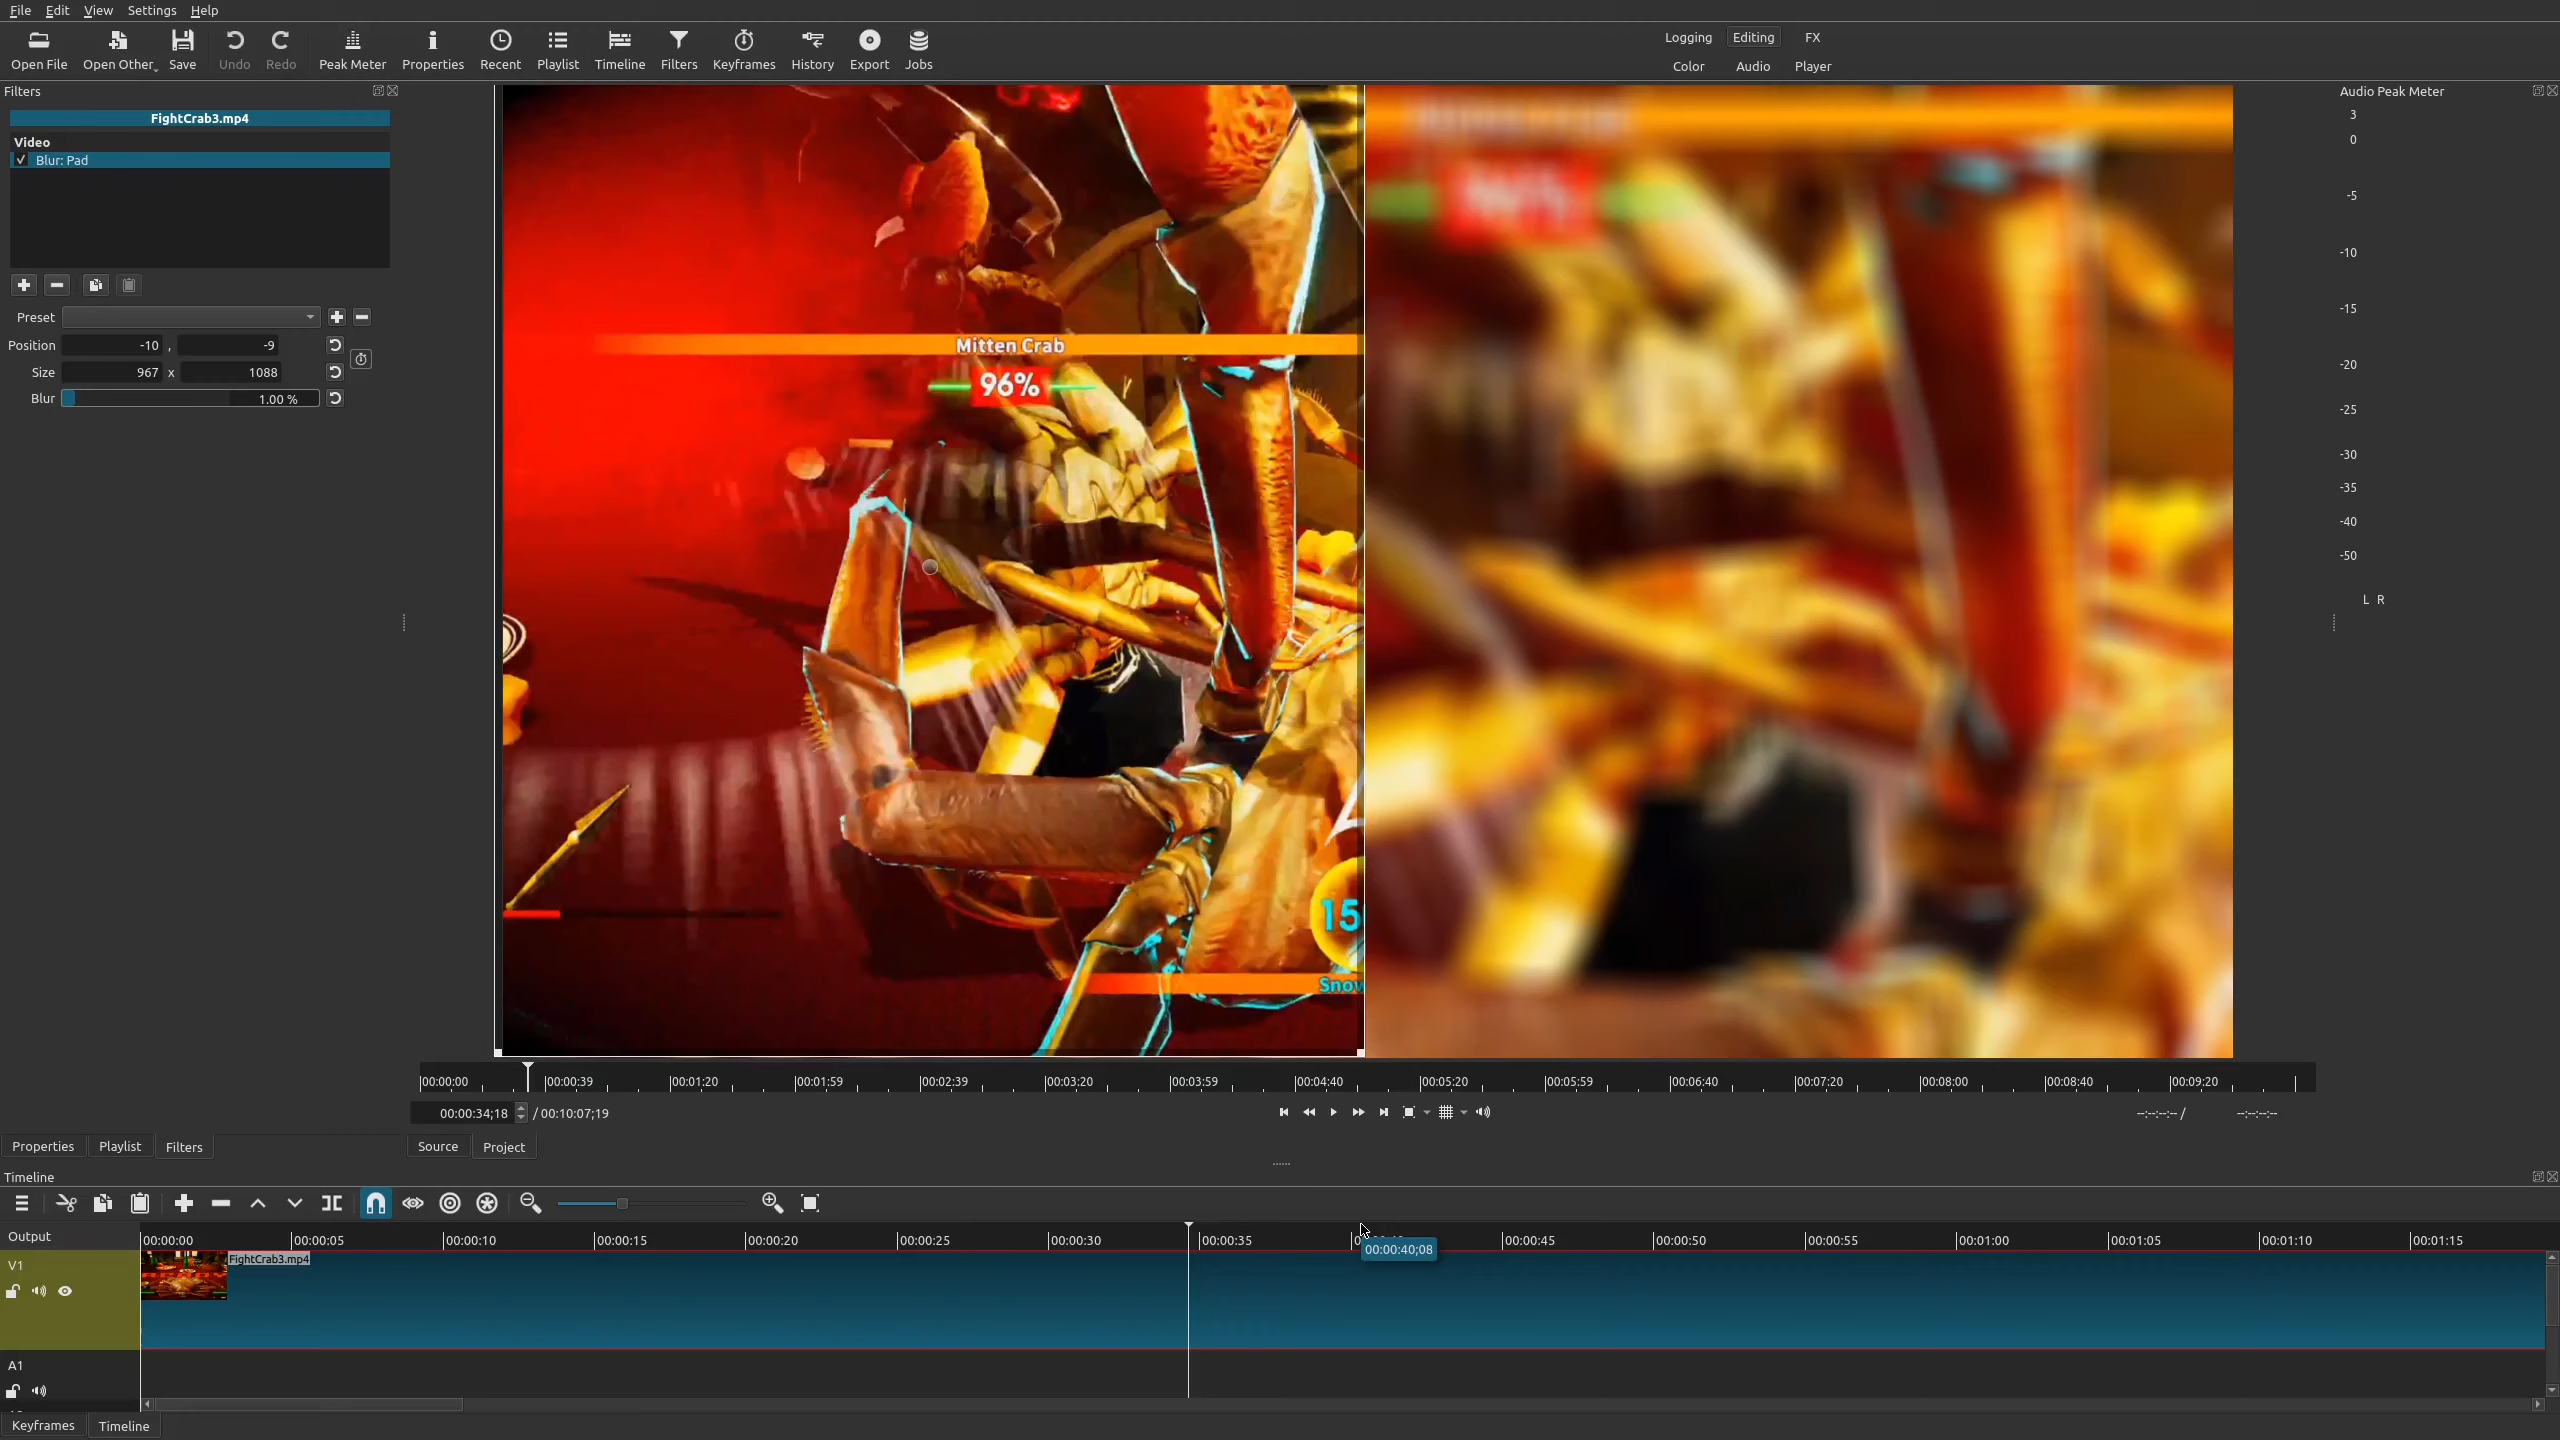 File Edit View Settings Help
Open File Open Other Save Undo Redo Peak Meter Properties Recent Playlist Timeline Filters Keyframes History Export Jobs
Logging Editing FX
Color Audio Player
Filters
FightCrab3.mp4
Video
Blur: Pad
Preset
Position -10 , -9
Size 967 x 1088
Blur 1.00 %
Mitten Crab
96%
15
Snow
Audio Peak Meter
3
0
-5
-10
-15
-20
-25
-30
-35
-40
-50
L R
00:00:00 00:00:39 00:01:20 00:01:59 00:02:39 00:03:20 00:03:59 00:04:40 00:05:20 00:05:59 00:06:40 00:07:20 00:08:00 00:08:40 00:09:20
00:00:34;18 / 00:10:07;19 --:--:--:-- / --:--:--:--
Properties Playlist Filters Source Project
Timeline
Output 00:00:00 00:00:05 00:00:10 00:00:15 00:00:20 00:00:25 00:00:30 00:00:35 00:00:45 00:00:50 00:00:55 00:01:00 00:01:05 00:01:10 00:01:15
00:00:40;08
V1 FightCrab3.mp4
A1
Keyframes Timeline